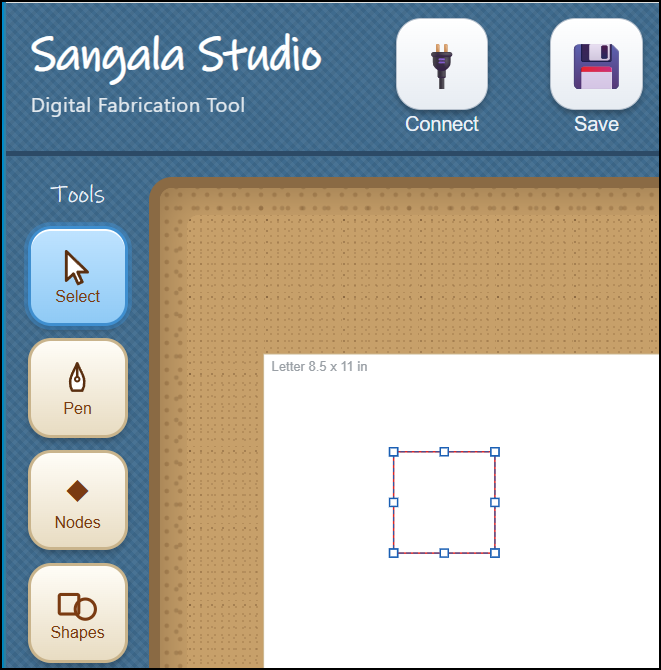 Sangala Studio
Digital Fabrication Tool
Connect
Save
Tools
Select
Pen
Nodes
Shapes
Letter 8.5 x 11 in